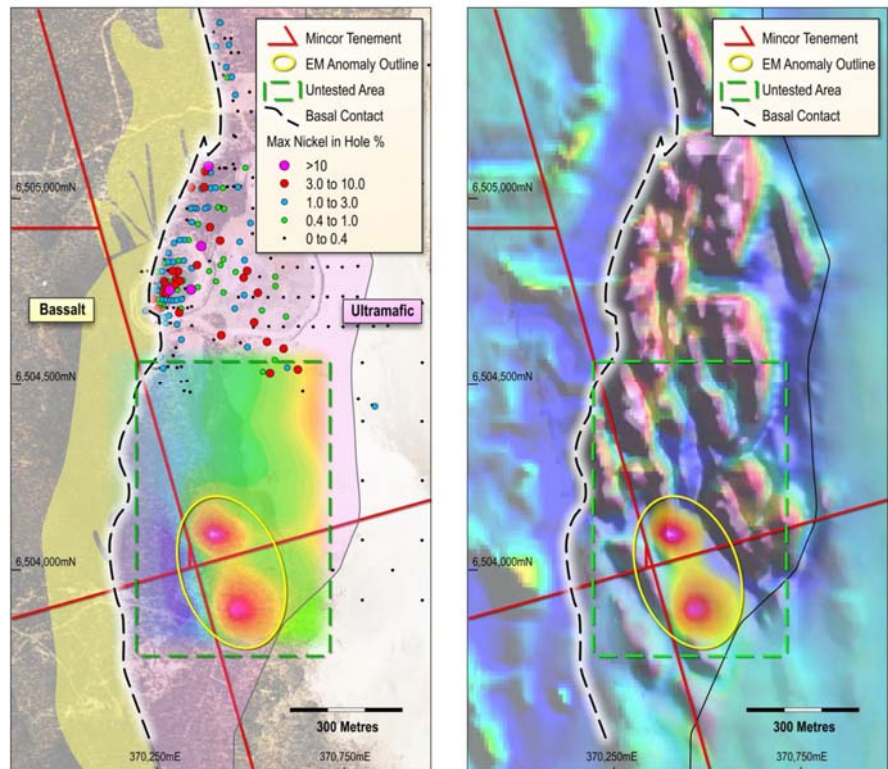 Mincor Tenement
EM Anomaly Outline
Untested Area
Basal Contact
Max Nickel in Hole %
>10
3.0 to 10.0
1.0 to 3.0
0.4 to 1.0
0 to 0.4
6,505,000mN
Bassalt
Ultramafic
6,504,500mN
6,504,000mN
300 Metres
370,250mE
370,750mE
Mincor Tenement
EM Anomaly Outline
Untested Area
Basal Contact
6,505,000mN
6,504,500mN
6,504,000mN
300 Metres
370,250mE
370,750mE